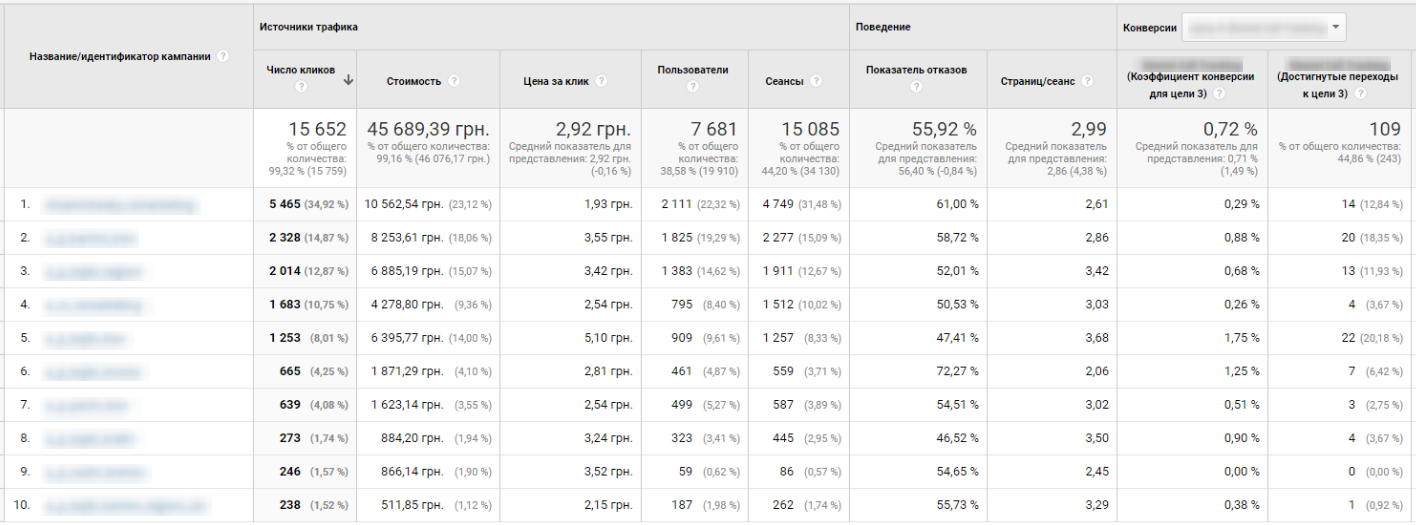 Источники трафика Поведение Конверсии
Название/идентификатор кампании ?
Число кликов ? Стоимость ? Цена за клик ? Пользователи ? Сеансы ? Показатель отказов ? Страниц/сеанс ? (Коэффициент конверсии для цели 3) ? (Достигнутые переходы к цели 3) ?
15 652 45 689,39 грн. 2,92 грн. 7 681 15 085 55,92 % 2,99 0,72 % 109
% от общего количества: 99,32 % (15 759) % от общего количества: 99,16 % (46 076,17 грн.) Средний показатель для представления: 2,92 грн. (-0,16 %) % от общего количества: 38,58 % (19 910) % от общего количества: 44,20 % (34 130) Средний показатель для представления: 56,40 % (-0,84 %) Средний показатель для представления: 2,86 (4,38 %) Средний показатель для представления: 0,71 % (1,49 %) % от общего количества: 44,86 % (243)
1. 5 465 (34,92 %) 10 562,54 грн. (23,12 %) 1,93 грн. 2 111 (22,32 %) 4 749 (31,48 %) 61,00 % 2,61 0,29 % 14 (12,84 %)
2. 2 328 (14,87 %) 8 253,61 грн. (18,06 %) 3,55 грн. 1 825 (19,29 %) 2 277 (15,09 %) 58,72 % 2,86 0,88 % 20 (18,35 %)
3. 2 014 (12,87 %) 6 885,19 грн. (15,07 %) 3,42 грн. 1 383 (14,62 %) 1 911 (12,67 %) 52,01 % 3,42 0,68 % 13 (11,93 %)
4. 1 683 (10,75 %) 4 278,80 грн. (9,36 %) 2,54 грн. 795 (8,40 %) 1 512 (10,02 %) 50,53 % 3,03 0,26 % 4 (3,67 %)
5. 1 253 (8,01 %) 6 395,77 грн. (14,00 %) 5,10 грн. 909 (9,61 %) 1 257 (8,33 %) 47,41 % 3,68 1,75 % 22 (20,18 %)
6. 665 (4,25 %) 1 871,29 грн. (4,10 %) 2,81 грн. 461 (4,87 %) 559 (3,71 %) 72,27 % 2,06 1,25 % 7 (6,42 %)
7. 639 (4,08 %) 1 623,14 грн. (3,55 %) 2,54 грн. 499 (5,27 %) 587 (3,89 %) 54,51 % 3,02 0,51 % 3 (2,75 %)
8. 273 (1,74 %) 884,20 грн. (1,94 %) 3,24 грн. 323 (3,41 %) 445 (2,95 %) 46,52 % 3,50 0,90 % 4 (3,67 %)
9. 246 (1,57 %) 866,14 грн. (1,90 %) 3,52 грн. 59 (0,62 %) 86 (0,57 %) 54,65 % 2,45 0,00 % 0 (0,00 %)
10. 238 (1,52 %) 511,85 грн. (1,12 %) 2,15 грн. 187 (1,98 %) 262 (1,74 %) 55,73 % 3,29 0,38 % 1 (0,92 %)